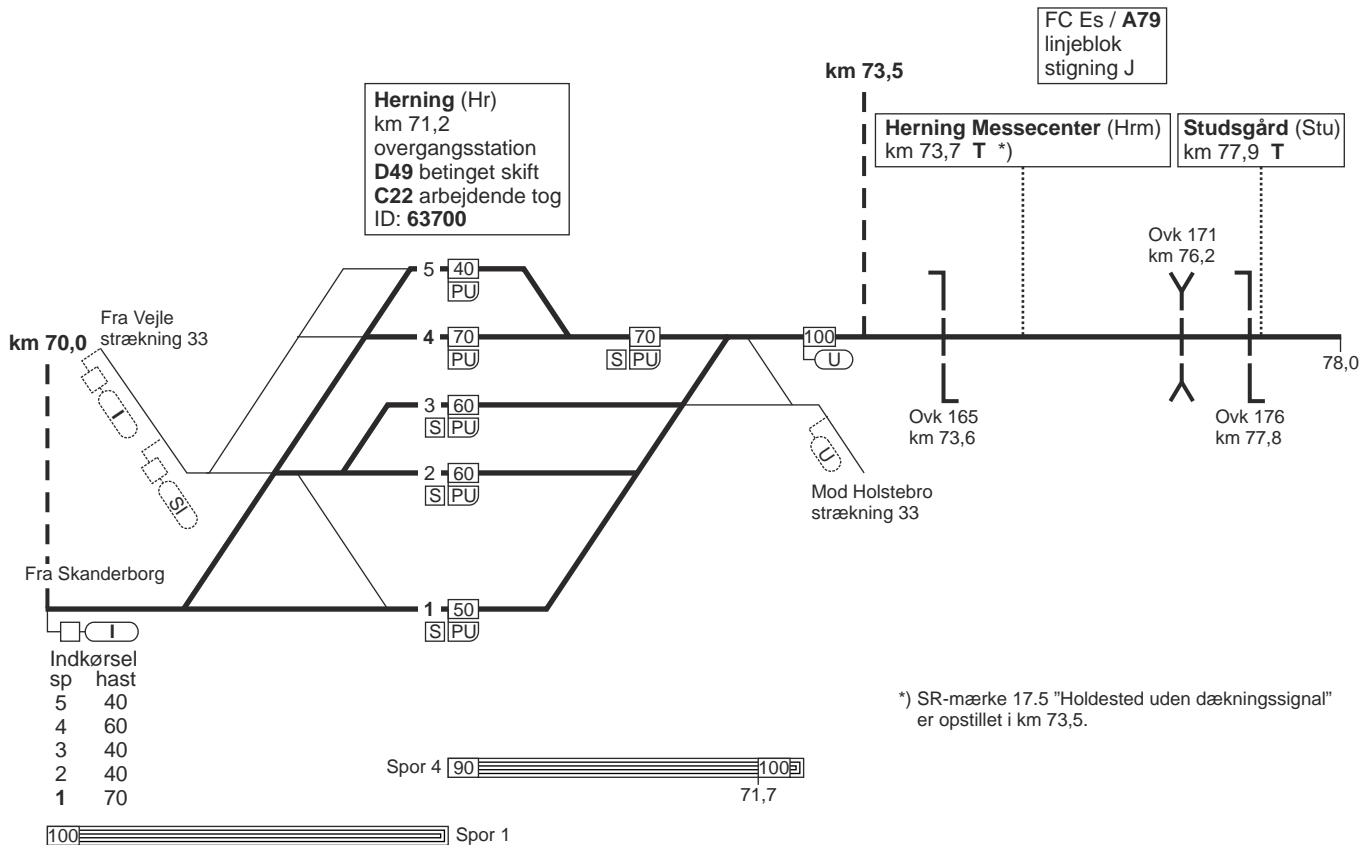 FC Es / A79
linjeblok
stigning J
km 73,5
Herning (Hr)
km 71,2
overgangsstation
D49 betinget skift
C22 arbejdende tog
ID: 63700
Herning Messecenter (Hrm)
km 73,7 T *)
Studsgård (Stu)
km 77,9 T
Ovk 171
km 76,2
5 40
PU
Fra Vejle
strækning 33
km 70,0
4 70
PU
70
S PU
100
U
78,0
I
SI
3 60
S PU
Ovk 165
km 73,6
Ovk 176
km 77,8
2 60
S PU
U
Mod Holstebro
strækning 33
Fra Skanderborg
1 50
S PU
I
Indkørsel
sp hast
5 40
4 60
3 40
2 40
1 70
*) SR-mærke 17.5 ”Holdested uden dækningssignal”
er opstillet i km 73,5.
Spor 4 90 100
71,7
100 Spor 1